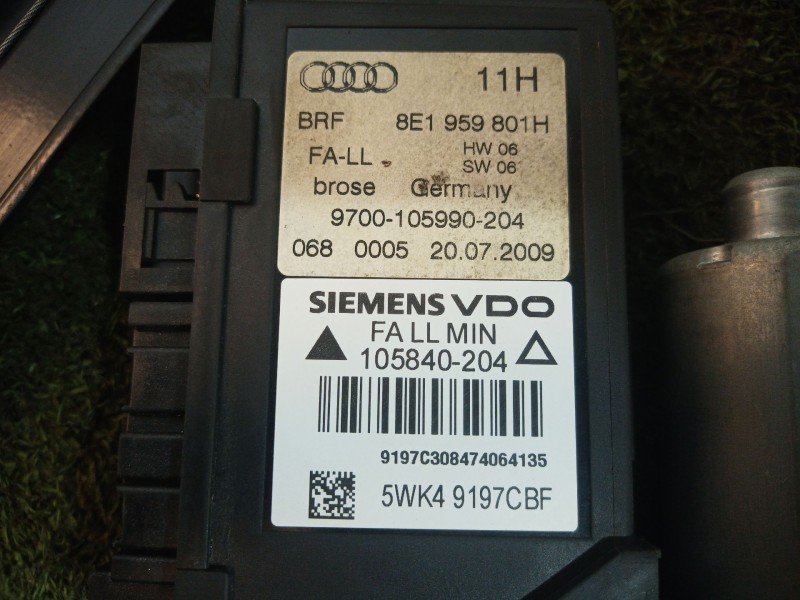 11H
BRF 8E1 959 801H
FA-LL HW 06
SW 06
brose Germany
9700-105990-204
068 0005 20.07.2009
SIEMENS VDO
FA LL MIN
105840-204
9197C308474064135
5WK4 9197CBF